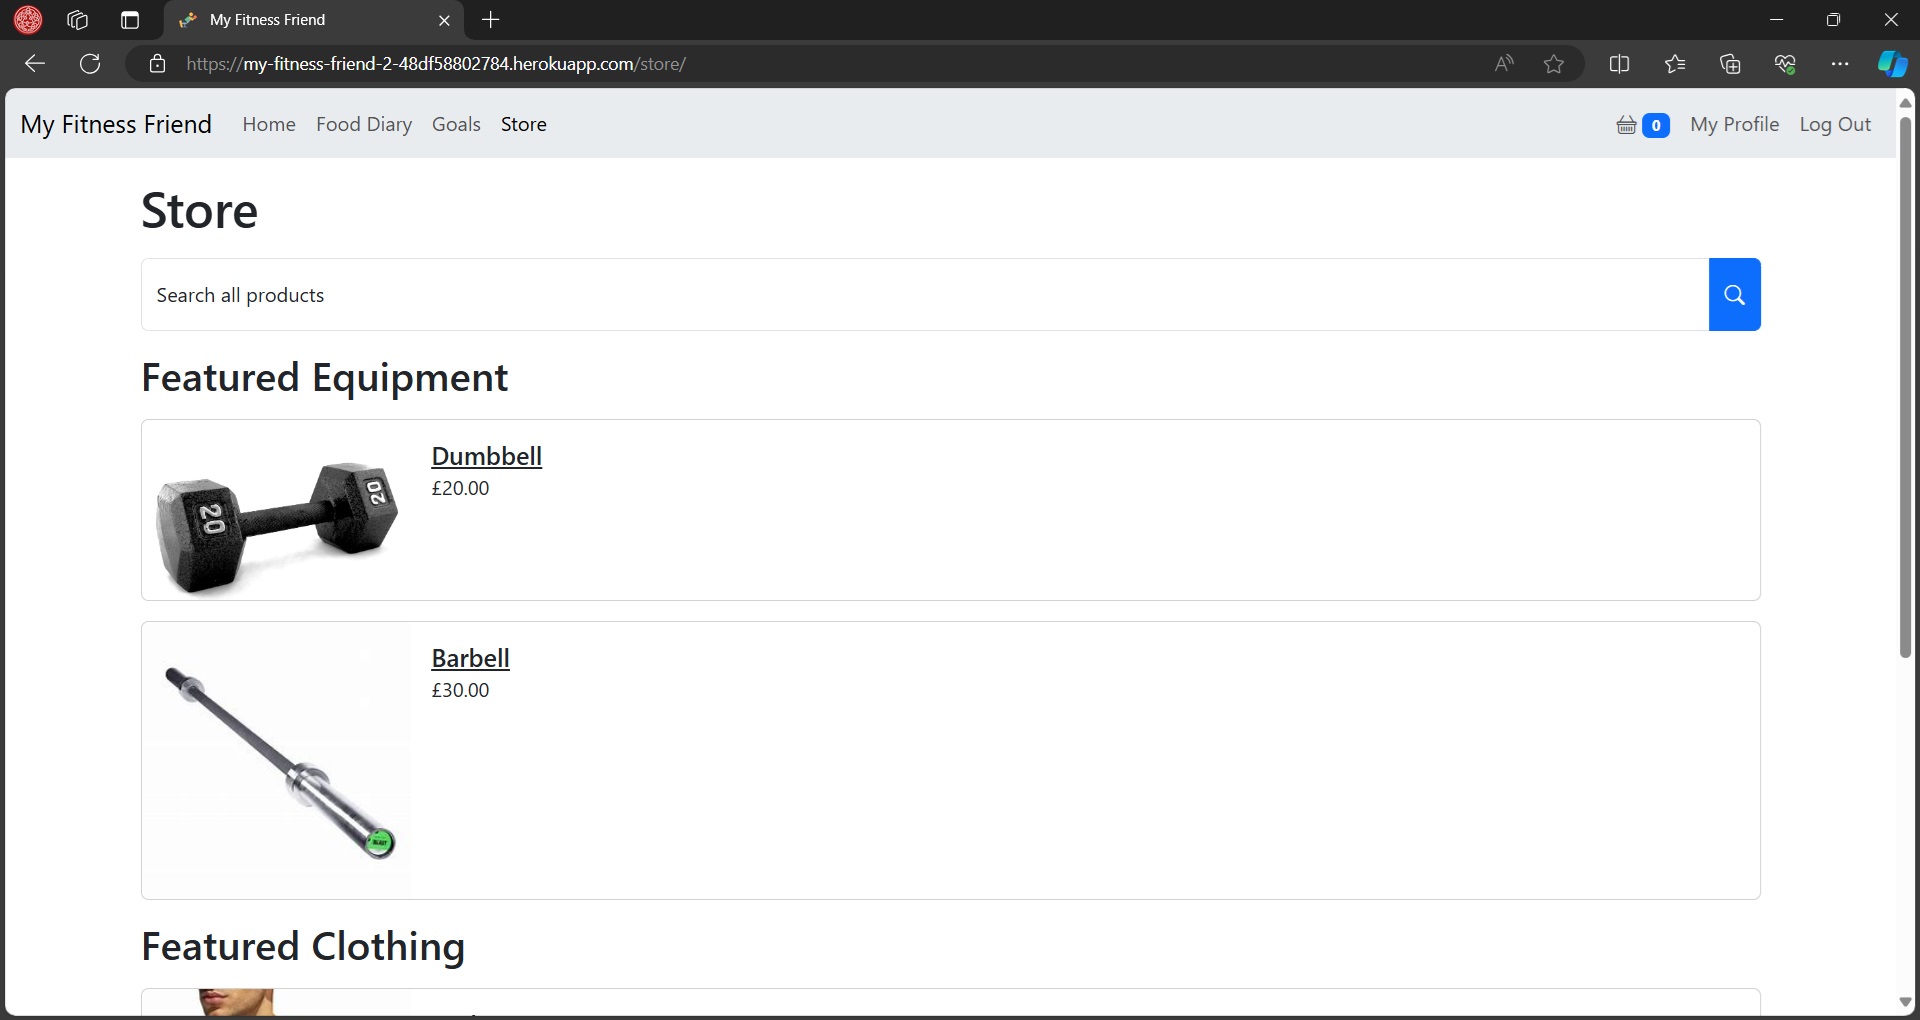 My Fitness Friend
https://my-fitness-friend-2-48df58802784.herokuapp.com/store/
My Fitness Friend Home Food Diary Goals Store 0 My Profile Log Out
Store
Search all products
Featured Equipment
Dumbbell
£20.00
20
20
Barbell
£30.00
Featured Clothing